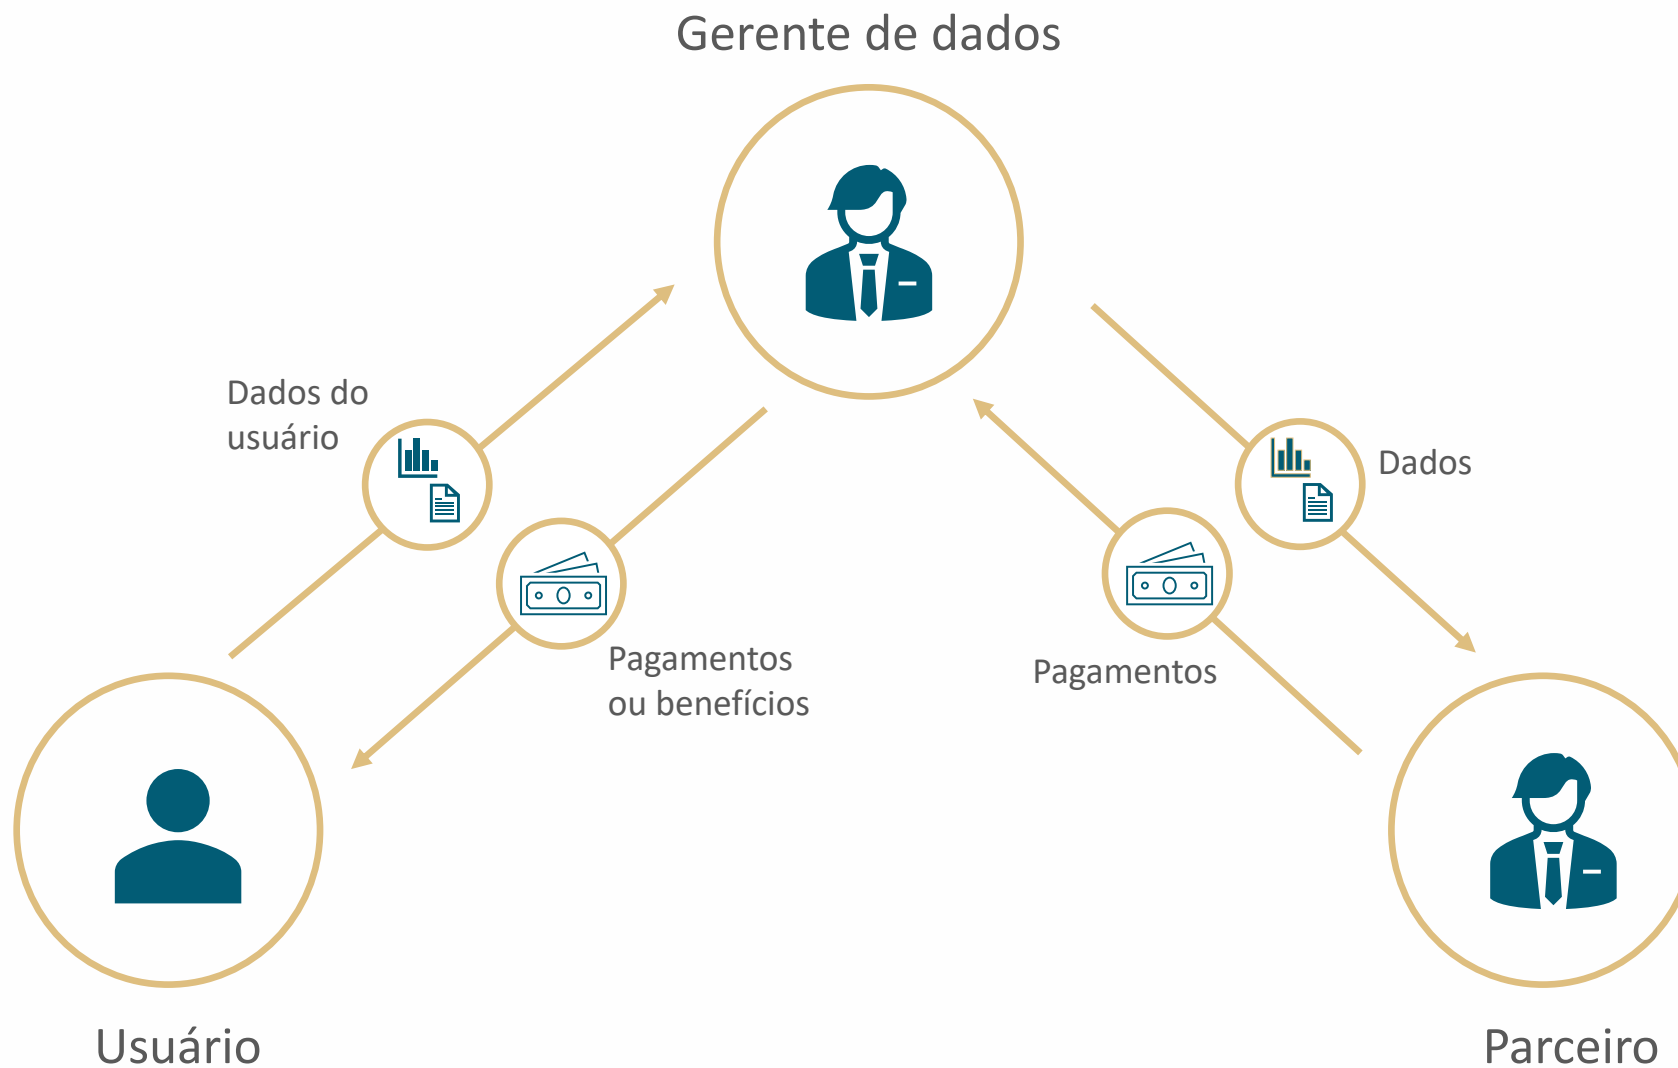 Gerente de dados
Dados do
usuário
Dados
Pagamentos
ou benefícios
Pagamentos
Usuário
Parceiro